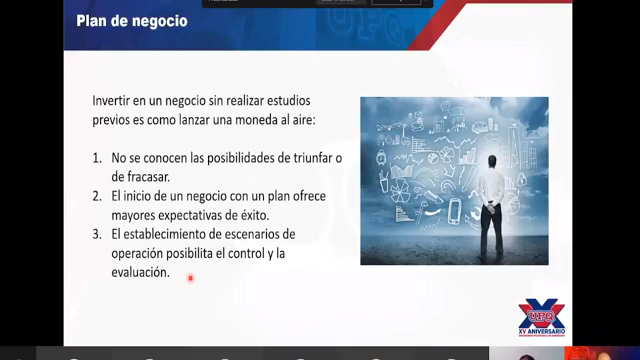 Plan de negocio
Invertir en un negocio sin realizar estudios
previos es como lanzar una moneda al aire:
1. No se conocen las posibilidades de triunfar o
de fracasar.
2. El inicio de un negocio con un plan ofrece
mayores expectativas de éxito.
3. El establecimiento de escenarios de
operación posibilita el control y la
evaluación.
UPQ
XV ANIVERSARIO